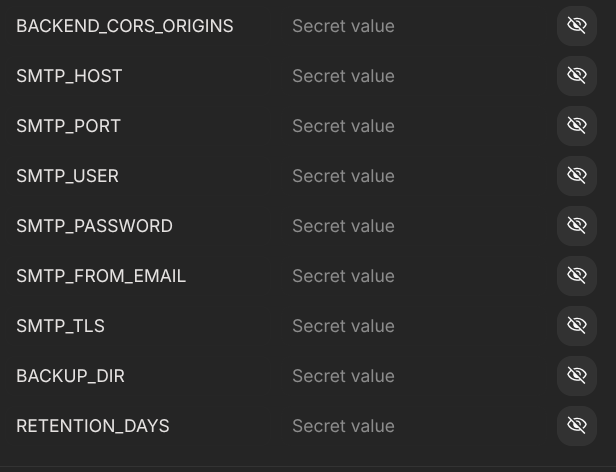 BACKEND_CORS_ORIGINS Secret value
SMTP_HOST Secret value
SMTP_PORT Secret value
SMTP_USER Secret value
SMTP_PASSWORD Secret value
SMTP_FROM_EMAIL Secret value
SMTP_TLS Secret value
BACKUP_DIR Secret value
RETENTION_DAYS Secret value